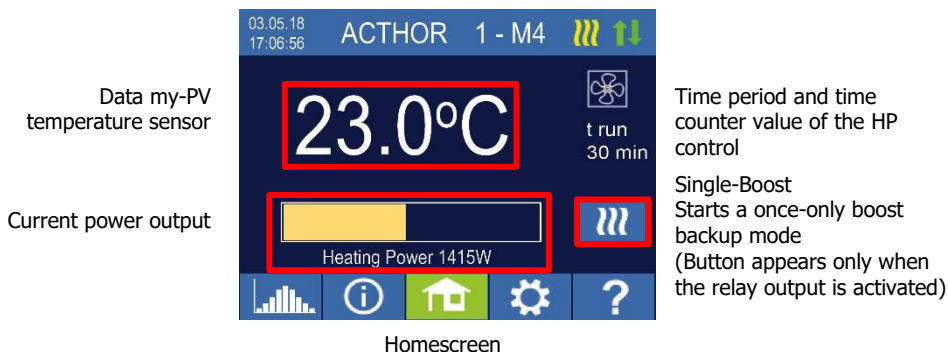 03.05.18
17:06:56
ACTHOR 1 - M4
Data my-PV
temperature sensor
23.0°C
t run
30 min
Time period and time
counter value of the HP
control
Current power output
Heating Power 1415W
Single-Boost
Starts a once-only boost
backup mode
(Button appears only when
the relay output is activated)
?
Homescreen